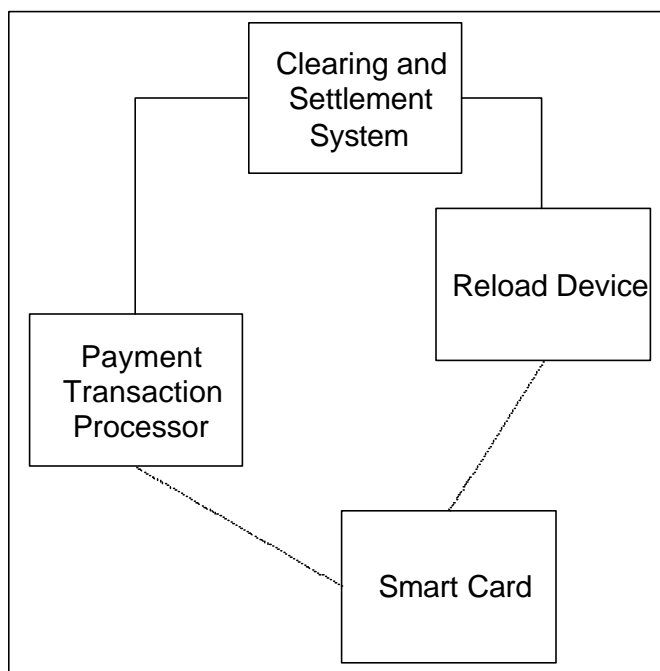 Clearing and
Settlement
System
Reload Device
Payment
Transaction
Processor
Smart Card